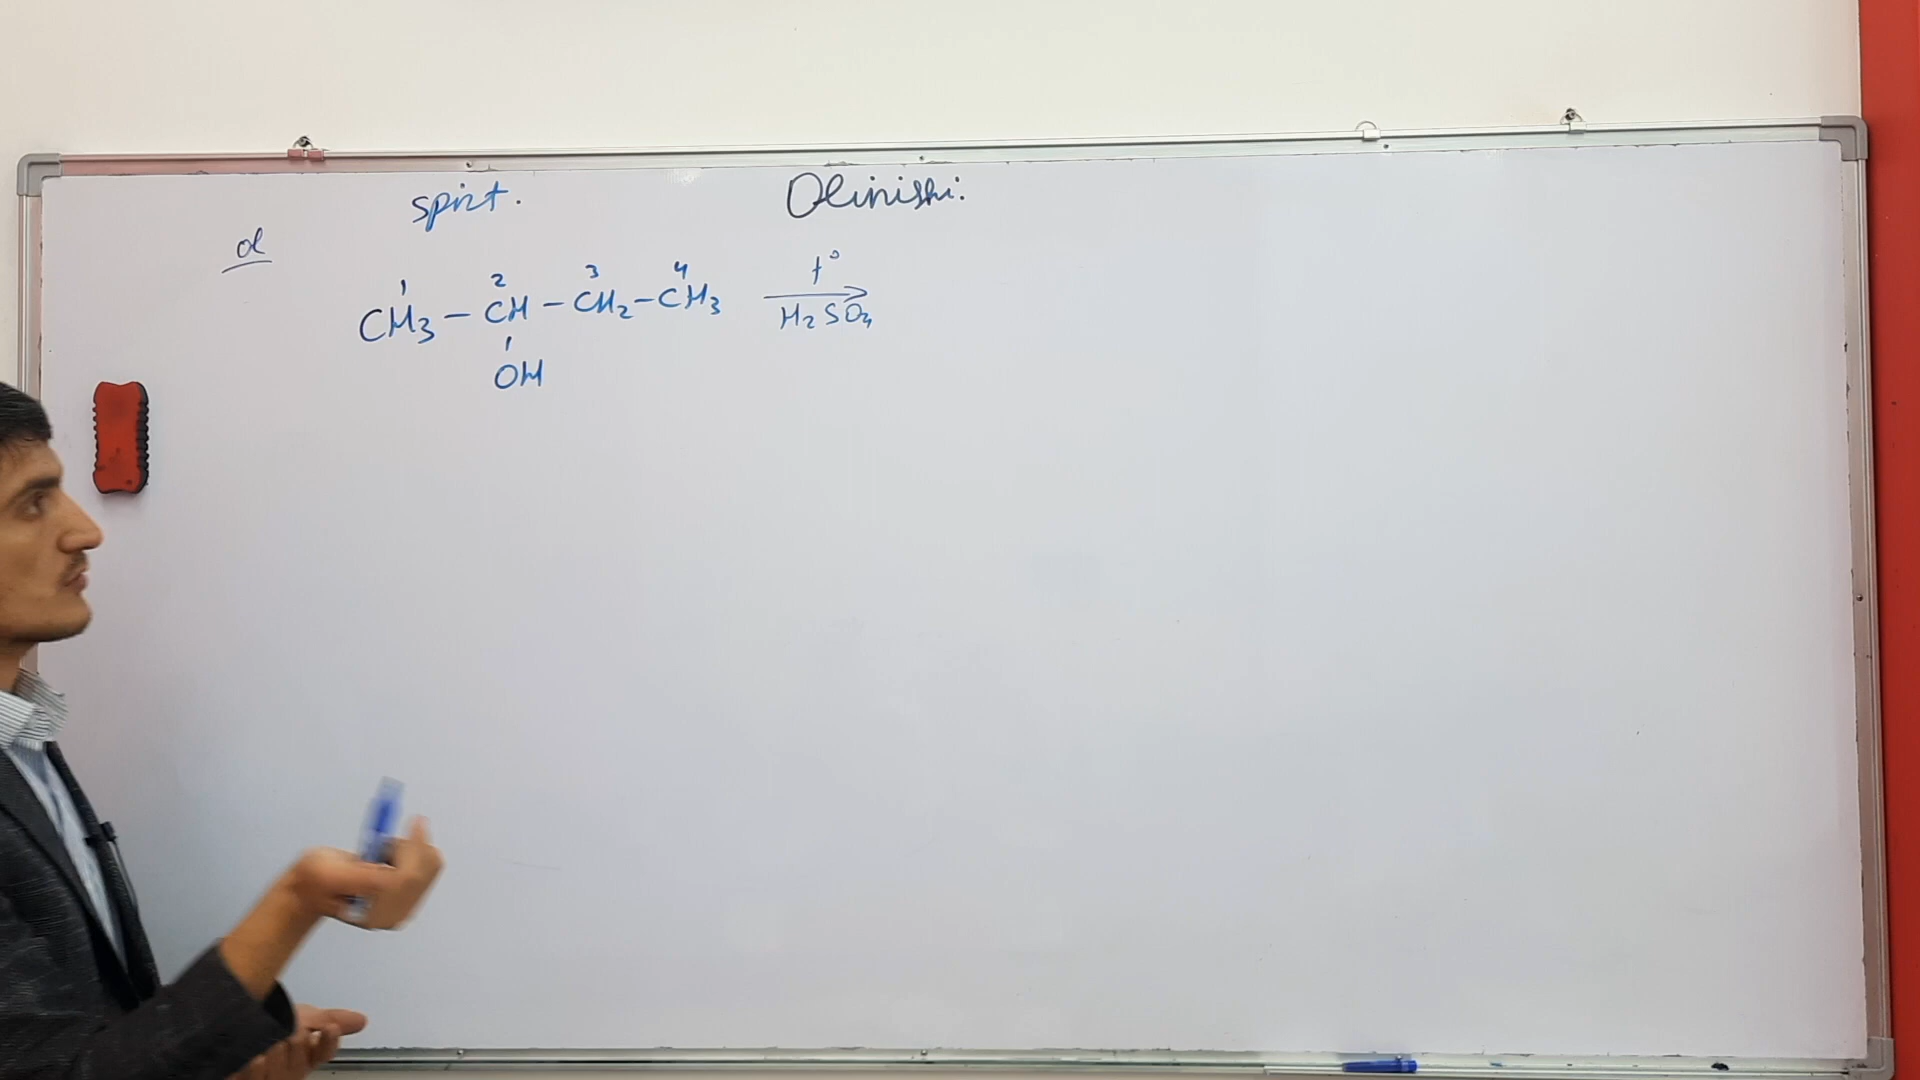 spirt. Olinishi:
a
1 2 3 4
CH3 – CH – CH2 – CH3 t° H2SO4
OH